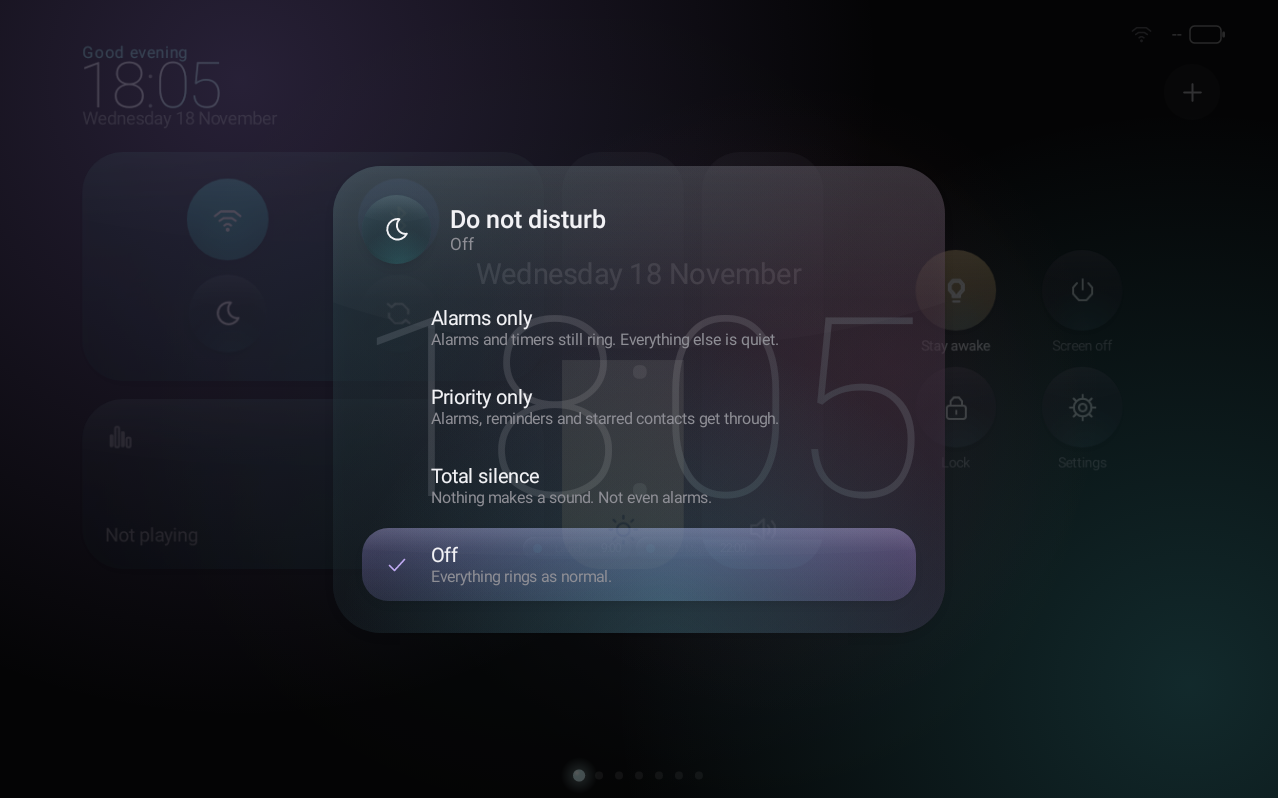 Good evening
18:05
Wednesday 18 November
--
Do not disturb
Off
Wednesday 18 November
18:05
Alarms only
Alarms and timers still ring. Everything else is quiet.
Priority only
Alarms, reminders and starred contacts get through.
Total silence
Nothing makes a sound. Not even alarms.
Off
Everything rings as normal.
Stay awake
Screen off
Lock
Settings
Not playing